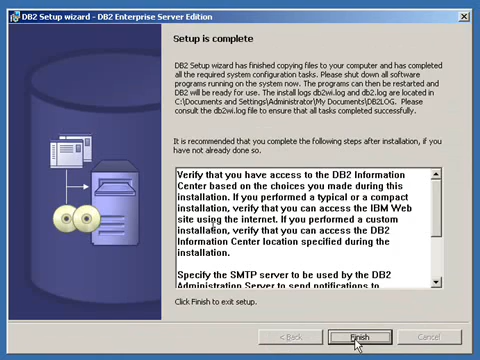 DB2 Setup wizard - DB2 Enterprise Server Edition
Setup is complete
DB2 Setup wizard has finished copying files to your computer and has completed
all the required system configuration tasks. Please shut down all software
programs running on the system now. The programs can then be restarted and
DB2 will be ready for use. The install logs db2wi.log and db2.log are located in
C:\Documents and Settings\Administrator\My Documents\DB2LOG. Please
consult the db2wi.log file to ensure that all tasks completed successfully.
It is recommended that you complete the following steps after installation, if you
have not already done so.
Verify that you have access to the DB2 Information
Center based on the choices you made during this
installation. If you performed a typical or a compact
installation, verify that you can access the IBM Web
site using the internet. If you performed a custom
installation, verify that you can access the DB2
Information Center location specified during the
installation.
Specify the SMTP server to be used by the DB2
Administration Server to send notifications to
Click Finish to exit setup.
< Back
Finish
Cancel